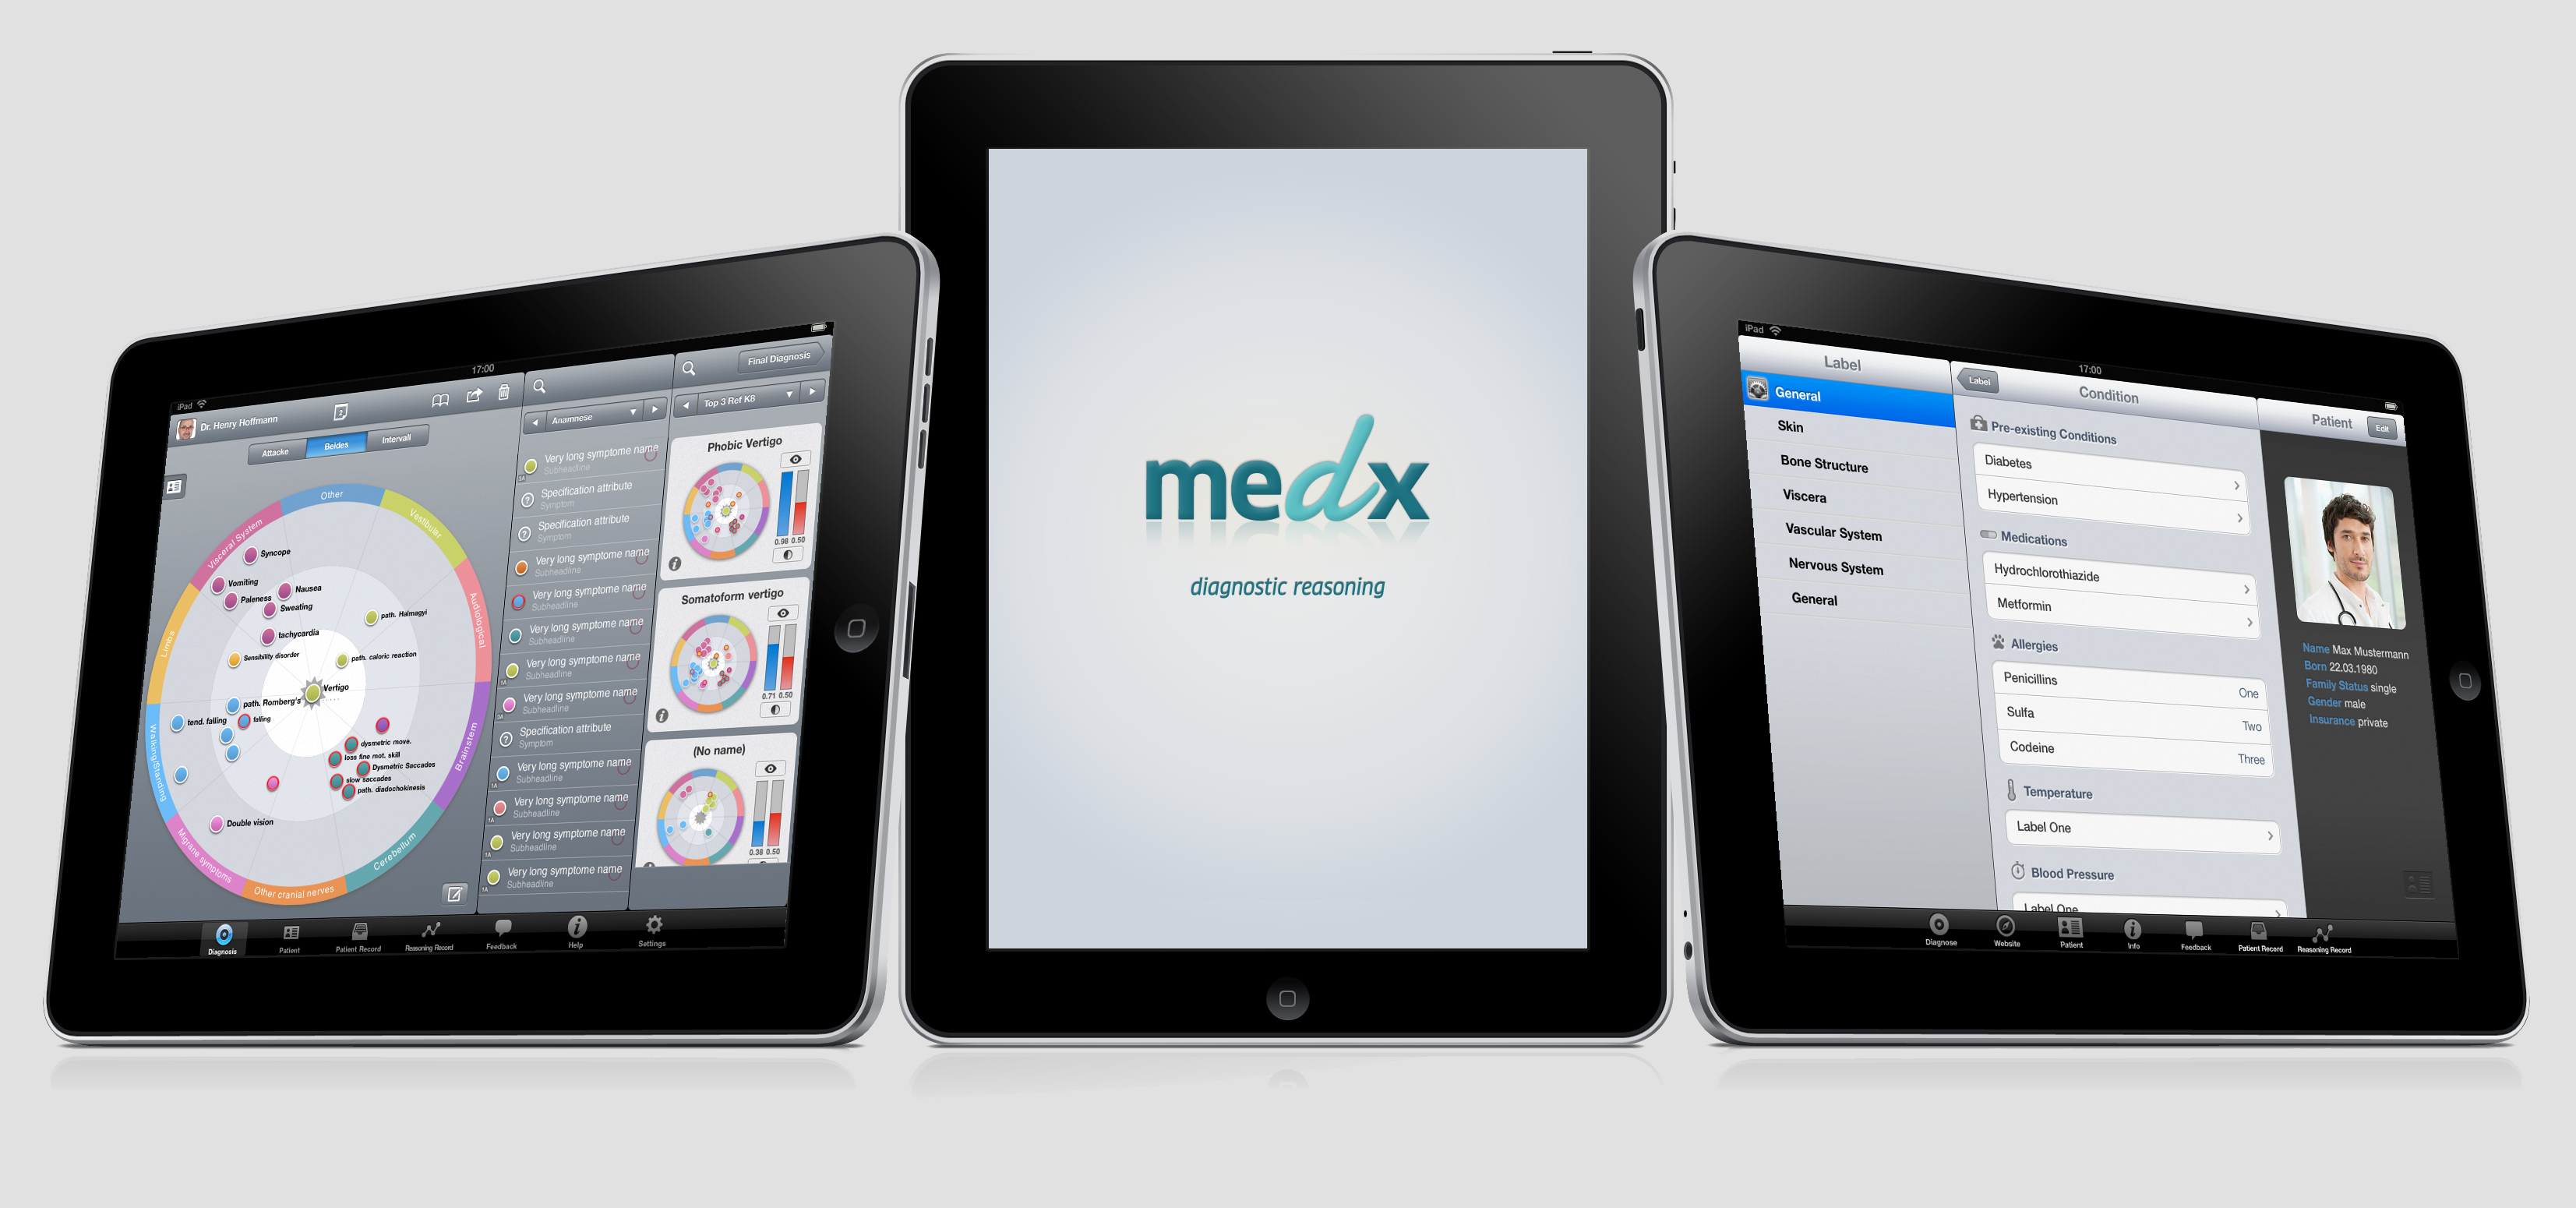 iPad
17:00
Dr. Henry Hoffmann
2
Attacke
Beides
Intervall
Other
Vestibular
Audiological
Brainstem
Cerebellum
Other cranial nerves
Migrane symptoms
Walking/Standing
Limbs
Visceral System
Syncope
Vomiting
Nausea
Paleness
Sweating
tachycardia
path. Halmagyi
Sensibility disorder
path. caloric reaction
Vertigo
path. Romberg's
tend. falling
falling
dysmetric move.
loss fine mot. skill
Dysmetric Saccades
slow saccades
path. diadochokinesis
Double vision
Anamnese
Very long symptome name
Subheadline
3A
Specification attribute
Symptom
Specification attribute
Symptom
Very long symptome name
Subheadline
Very long symptome name
Subheadline
Very long symptome name
Subheadline
Very long symptome name
Subheadline
1A
Very long symptome name
Subheadline
3A
Specification attribute
Symptom
Very long symptome name
Subheadline
1A
Very long symptome name
Subheadline
1A
Very long symptome name
Subheadline
1A
Very long symptome name
Subheadline
1A
Final Diagnosis
Top 3 Ref K8
Phobic Vertigo
0.98 0.50
Somatoform vertigo
0.71 0.50
(No name)
0.38 0.50
Diagnosis
Patient
Patient Record
Reasoning Record
Feedback
Help
Settings
medx
diagnostic reasoning
iPad
17:00
Label
General
Skin
Bone Structure
Viscera
Vascular System
Nervous System
General
Label
Condition
Pre-existing Conditions
Diabetes
Hypertension
Medications
Hydrochlorothiazide
Metformin
Allergies
Penicillins One
Sulfa Two
Codeine Three
Temperature
Label One
Blood Pressure
Label One
Patient
Edit
Name Max Mustermann
Born 22.03.1980
Family Status single
Gender male
Insurance private
Diagnose
Website
Patient
Info
Feedback
Patient Record
Reasoning Record